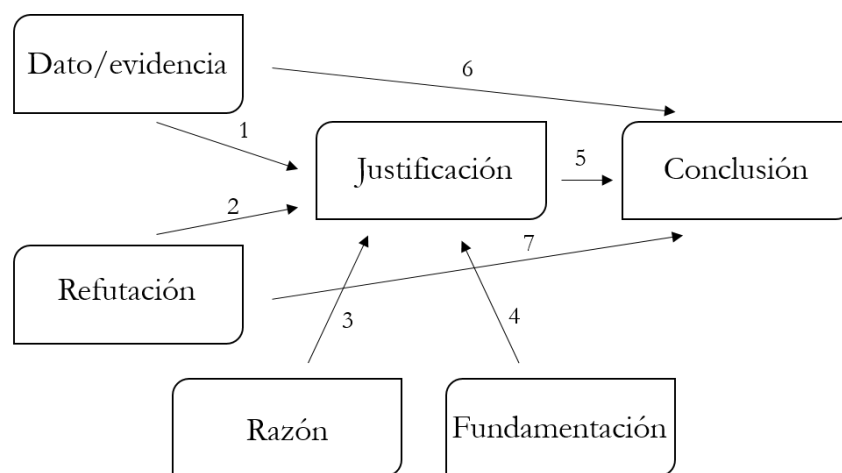 Dato/evidencia
6
1
Justificación
5
Conclusión
2
7
Refutación
3
4
Razón
Fundamentación